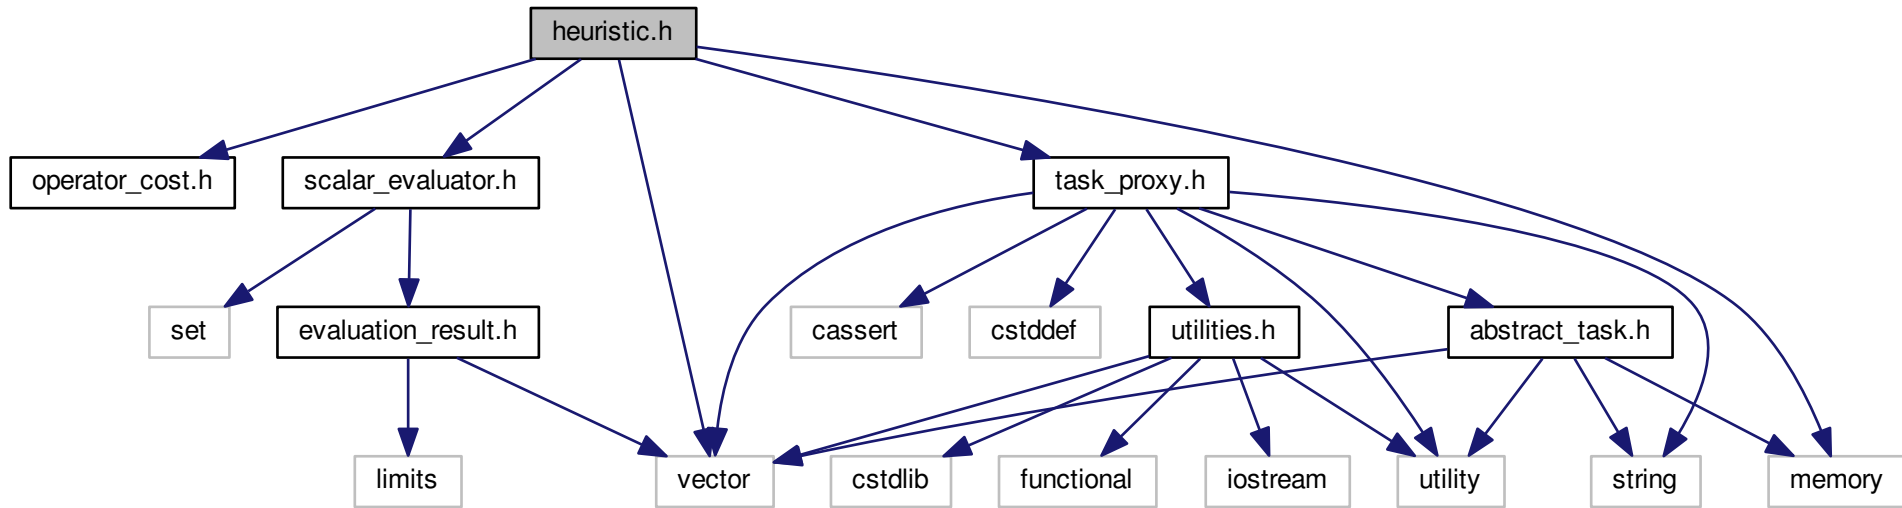 heuristic.h
operator_cost.h
scalar_evaluator.h
task_proxy.h
set
evaluation_result.h
cassert
cstddef
utilities.h
abstract_task.h
limits
vector
cstdlib
functional
iostream
utility
string
memory